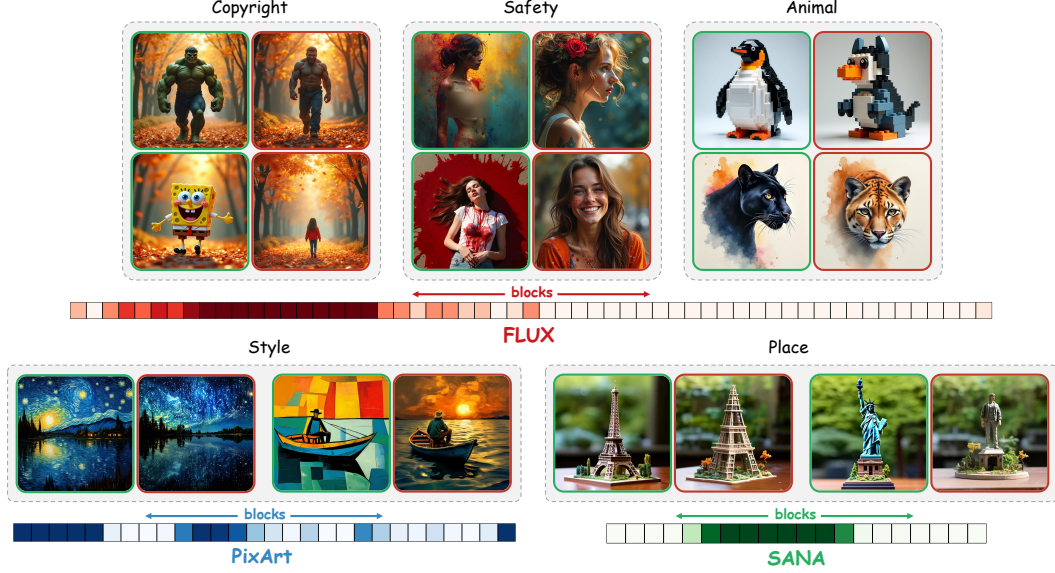 Copyright
Safety
Animal
blocks
FLUX
Style
Place
blocks
PixArt
blocks
SANA